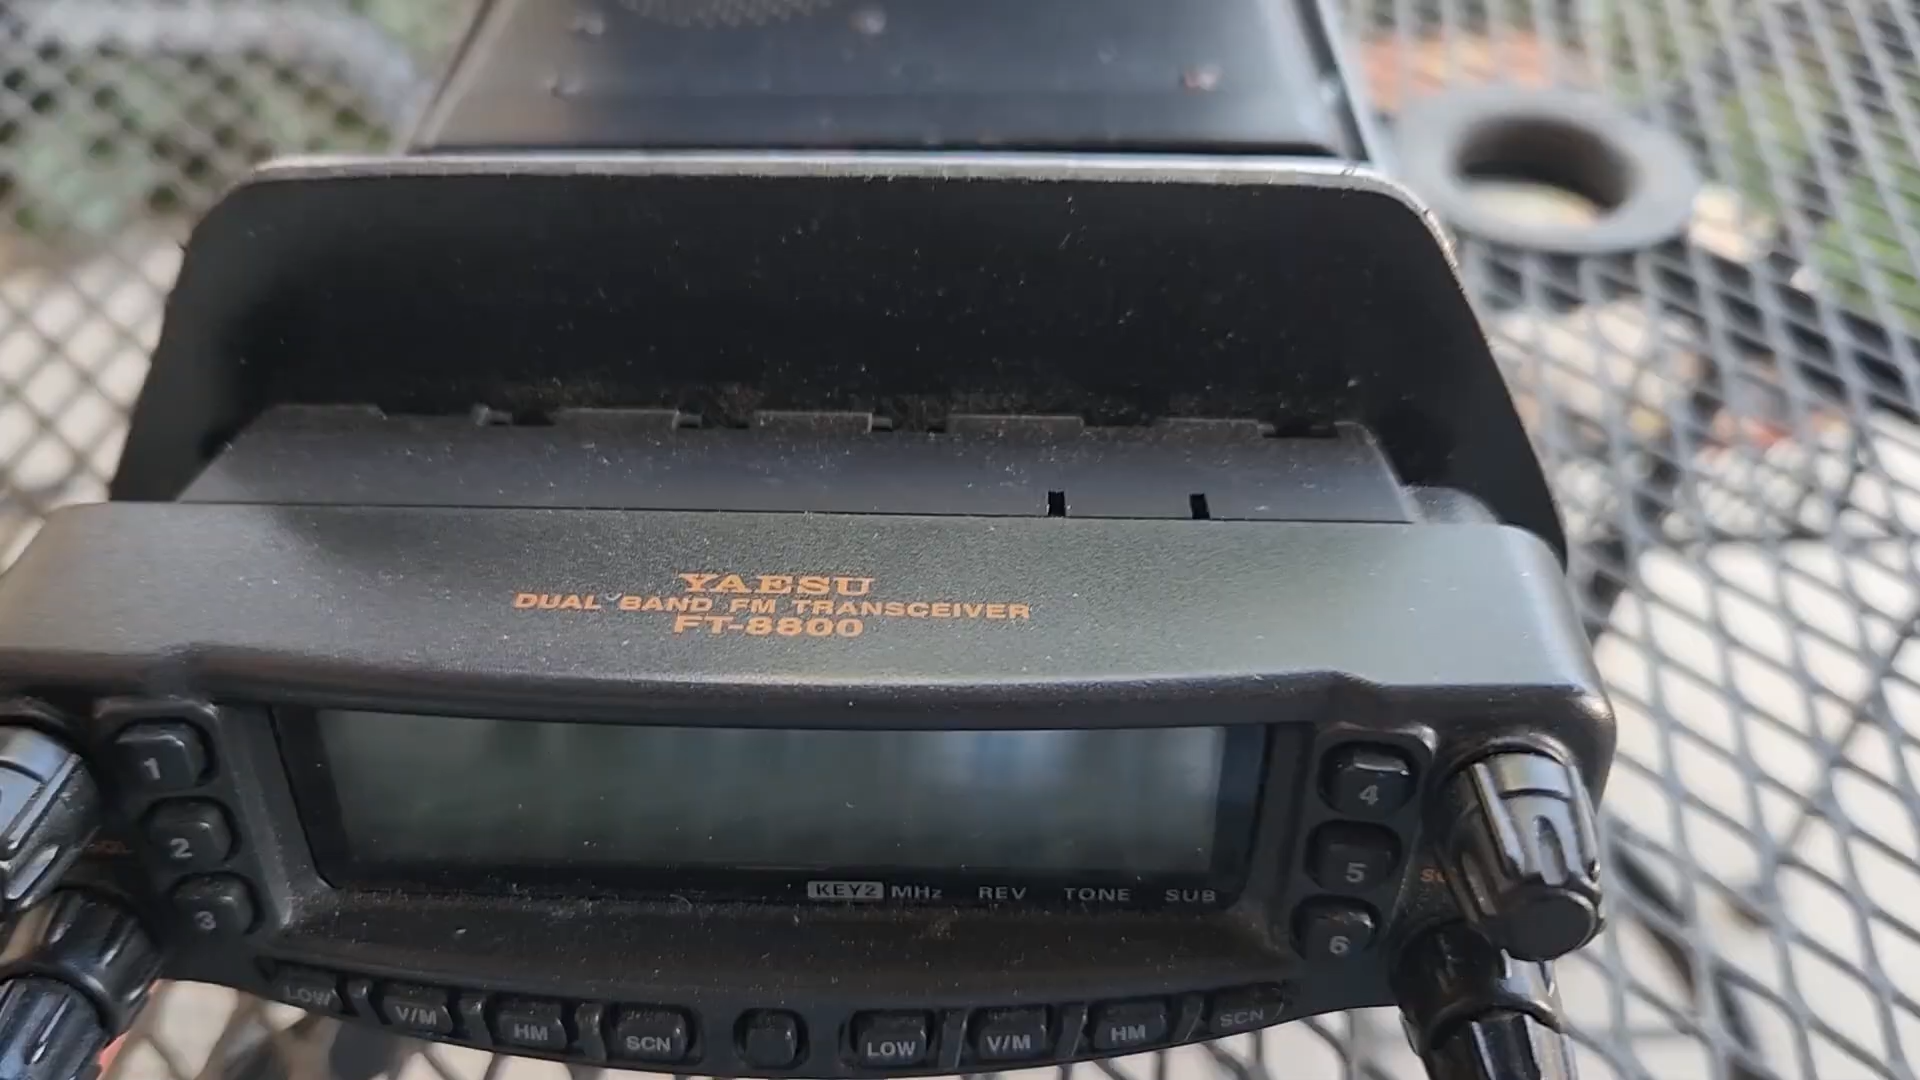 YAESU
DUAL BAND FM TRANSCEIVER
FT-8800
1
2
3
4
5
6
KEY2 MHz REV TONE SUB
LOW V/M HM SCN LOW V/M HM SCN